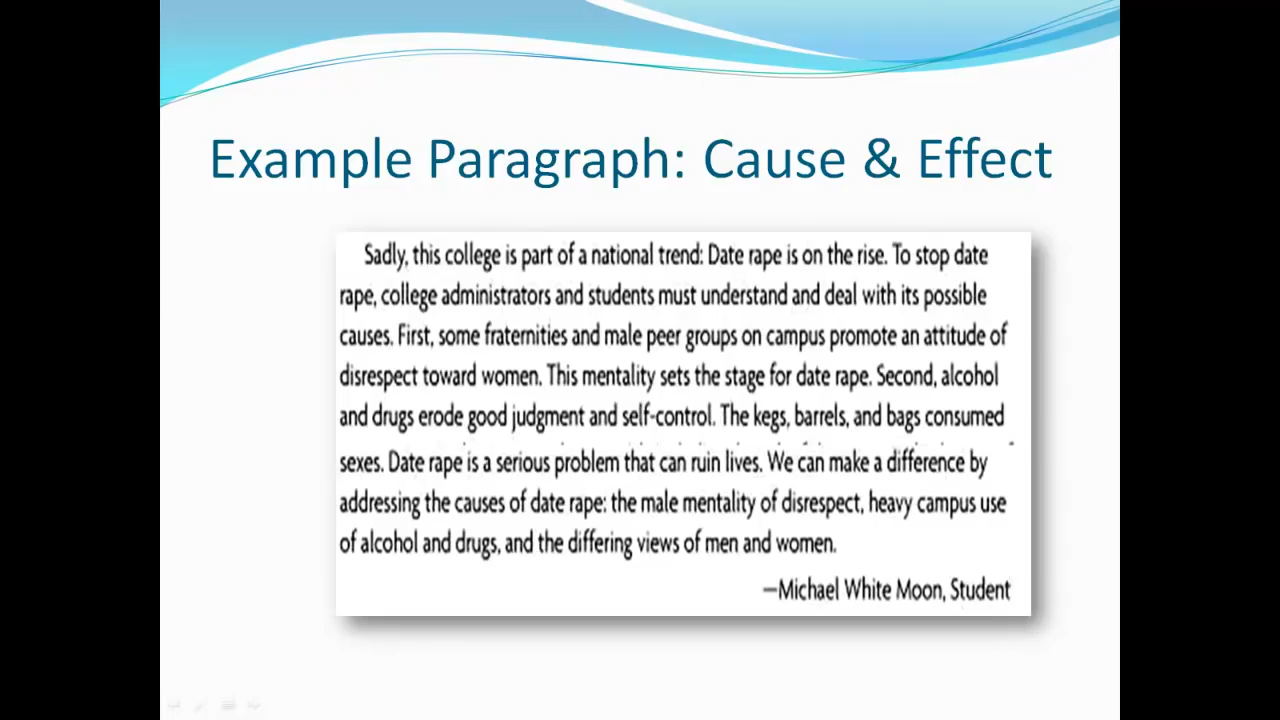 Example Paragraph: Cause & Effect
Sadly, this college is part of a national trend: Date rape is on the rise. To stop date
rape, college administrators and students must understand and deal with its possible
causes. First, some fraternities and male peer groups on campus promote an attitude of
disrespect toward women. This mentality sets the stage for date rape. Second, alcohol
and drugs erode good judgment and self-control. The kegs, barrels, and bags consumed
sexes. Date rape is a serious problem that can ruin lives. We can make a difference by
addressing the causes of date rape: the male mentality of disrespect, heavy campus use
of alcohol and drugs, and the differing views of men and women.
—Michael White Moon, Student